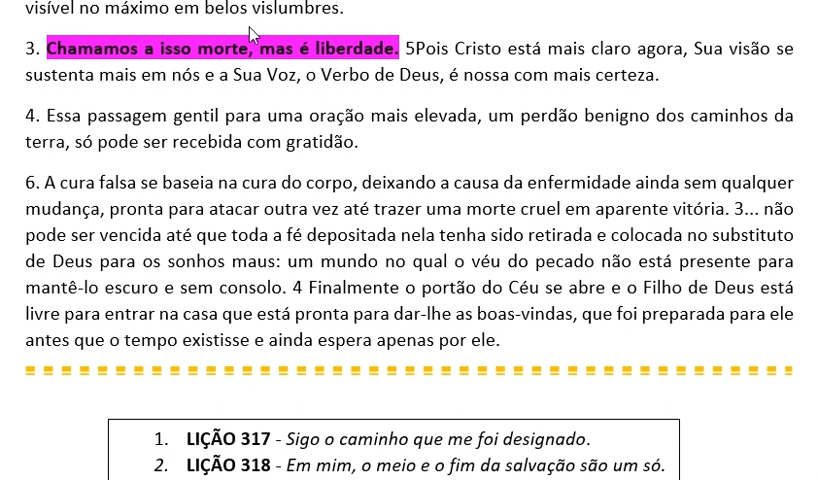 visível no máximo em belos vislumbres.
3. Chamamos a isso morte, mas é liberdade. 5Pois Cristo está mais claro agora, Sua visão se
sustenta mais em nós e a Sua Voz, o Verbo de Deus, é nossa com mais certeza.
4. Essa passagem gentil para uma oração mais elevada, um perdão benigno dos caminhos da
terra, só pode ser recebida com gratidão.
6. A cura falsa se baseia na cura do corpo, deixando a causa da enfermidade ainda sem qualquer
mudança, pronta para atacar outra vez até trazer uma morte cruel em aparente vitória. 3... não
pode ser vencida até que toda a fé depositada nela tenha sido retirada e colocada no substituto
de Deus para os sonhos maus: um mundo no qual o véu do pecado não está presente para
mantê-lo escuro e sem consolo. 4 Finalmente o portão do Céu se abre e o Filho de Deus está
livre para entrar na casa que está pronta para dar-lhe as boas-vindas, que foi preparada para ele
antes que o tempo existisse e ainda espera apenas por ele.
1. LIÇÃO 317 - Sigo o caminho que me foi designado.
2. LIÇÃO 318 - Em mim, o meio e o fim da salvação são um só.